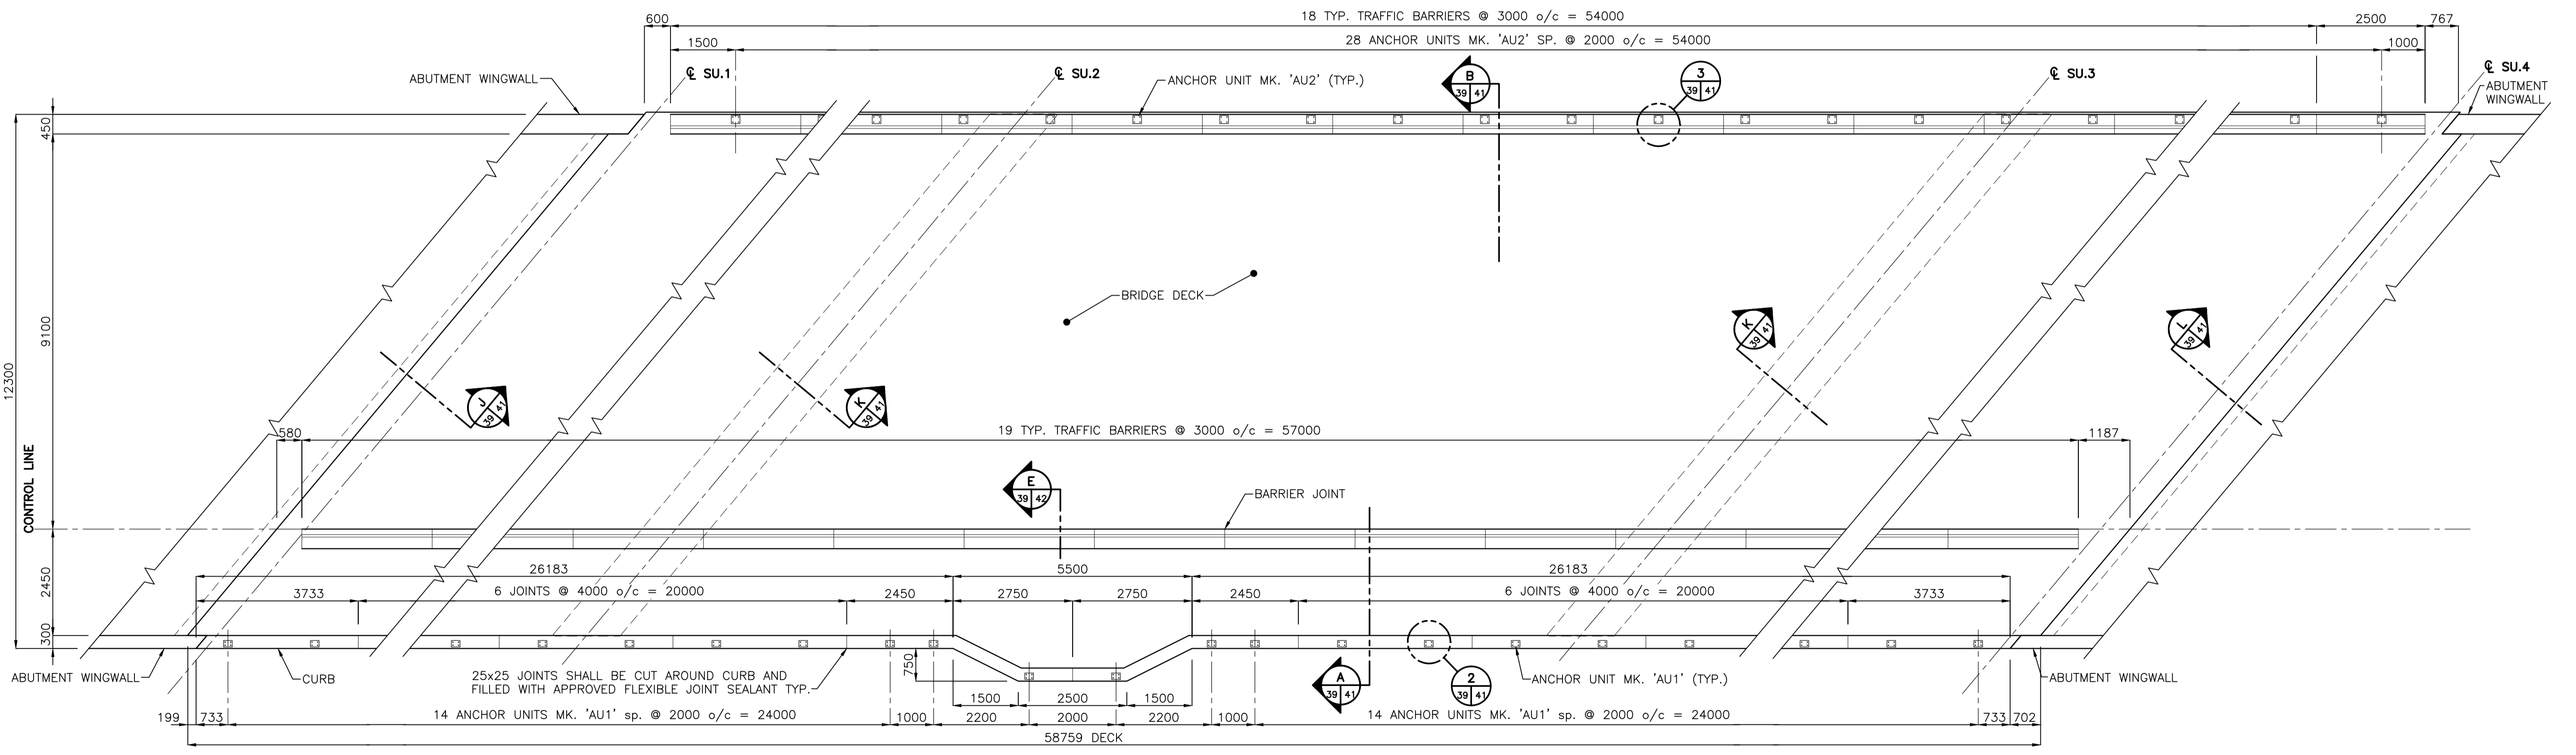 600
18 TYP. TRAFFIC BARRIERS @ 3000 o/c = 54000
2500
767
1500
28 ANCHOR UNITS MK. 'AU2' SP. @ 2000 o/c = 54000
1000
ABUTMENT WINGWALL
℄ SU.1
℄ SU.2
ANCHOR UNIT MK. 'AU2' (TYP.)
B
39 41
3
39 41
℄ SU.3
℄ SU.4
ABUTMENT
WINGWALL
450
9100
12300
CONTROL LINE
2450
300
BRIDGE DECK
J
39 41
K
39 41
K
39 41
L
39 41
580
19 TYP. TRAFFIC BARRIERS @ 3000 o/c = 57000
1187
E
39 42
BARRIER JOINT
26183
5500
26183
3733
6 JOINTS @ 4000 o/c = 20000
2450
2750
2750
2450
6 JOINTS @ 4000 o/c = 20000
3733
750
ABUTMENT WINGWALL
CURB
25x25 JOINTS SHALL BE CUT AROUND CURB AND
FILLED WITH APPROVED FLEXIBLE JOINT SEALANT TYP.
A
39 41
2
39 41
ANCHOR UNIT MK. 'AU1' (TYP.)
ABUTMENT WINGWALL
1500
2500
1500
199
733
14 ANCHOR UNITS MK. 'AU1' sp. @ 2000 o/c = 24000
1000
2200
2000
2200
1000
14 ANCHOR UNITS MK. 'AU1' sp. @ 2000 o/c = 24000
733
702
58759 DECK